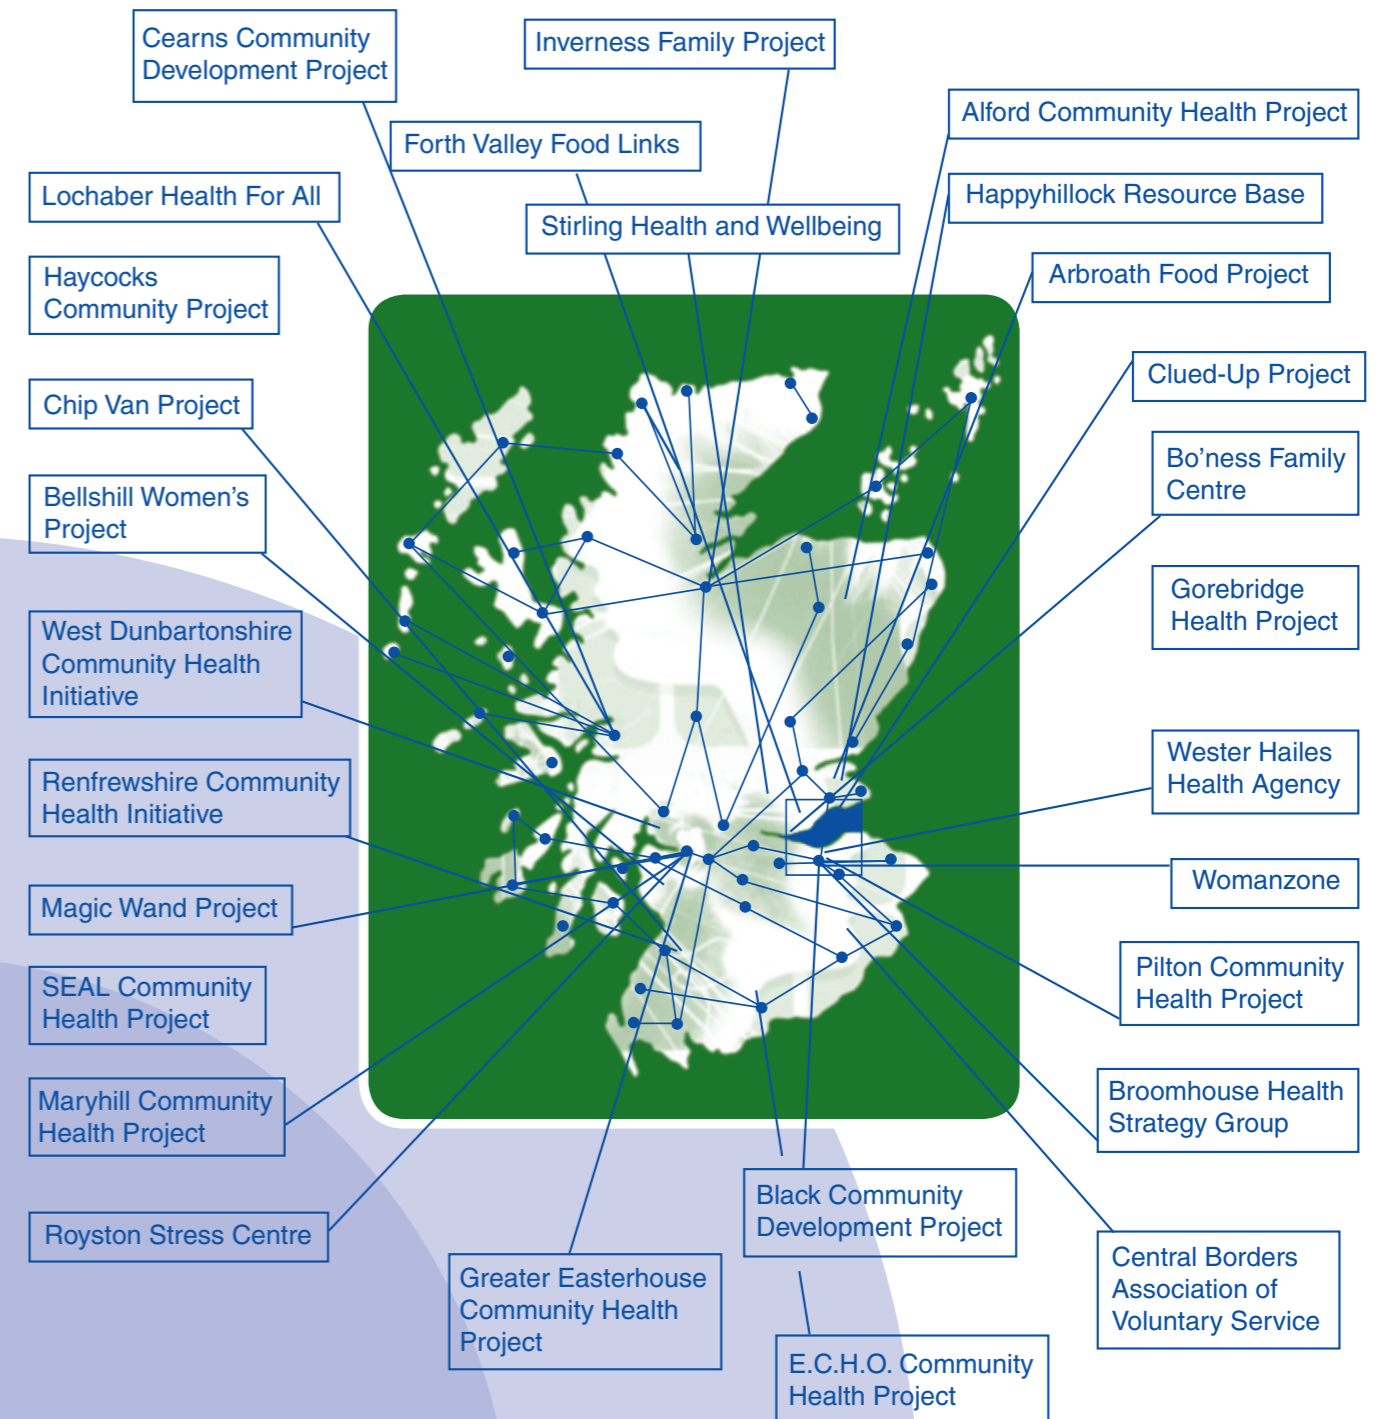 Cearns Community
Development Project
Inverness Family Project
Forth Valley Food Links
Stirling Health and Wellbeing
Alford Community Health Project
Happyhillock Resource Base
Arbroath Food Project
Lochaber Health For All
Haycocks
Community Project
Chip Van Project
Bellshill Women’s
Project
West Dunbartonshire
Community Health
Initiative
Renfrewshire Community
Health Initiative
Magic Wand Project
SEAL Community
Health Project
Maryhill Community
Health Project
Royston Stress Centre
Clued-Up Project
Bo’ness Family
Centre
Gorebridge
Health Project
Wester Hailes
Health Agency
Womanzone
Pilton Community
Health Project
Broomhouse Health
Strategy Group
Central Borders
Association of
Voluntary Service
Black Community
Development Project
Greater Easterhouse
Community Health
Project
E.C.H.O. Community
Health Project